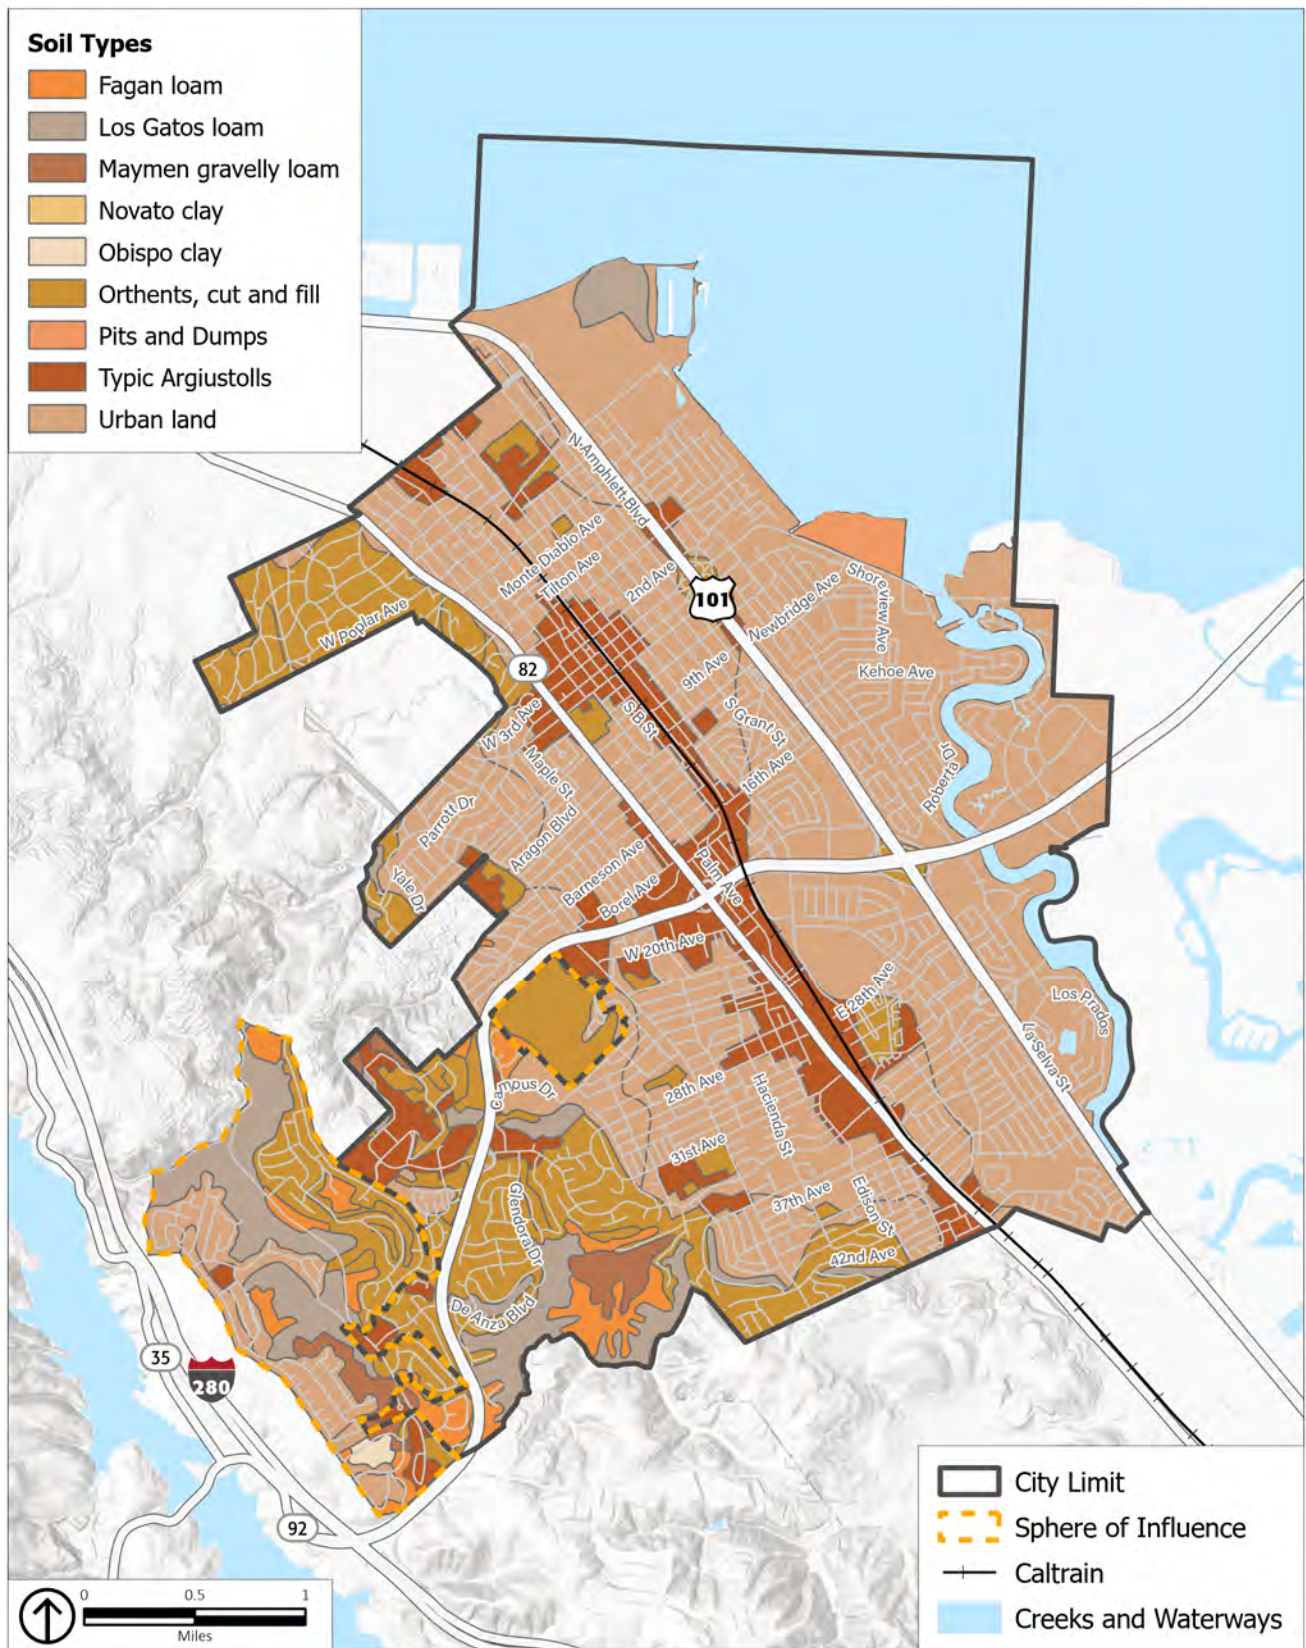 Soil Types
Fagan loam
Los Gatos loam
Maymen gravelly loam
Novato clay
Obispo clay
Orthents, cut and fill
Pits and Dumps
Typic Argiustolls
Urban land
N Amphlett Blvd
Monte Diablo Ave
Tilton Ave
2nd Ave
101
Newbridge Ave
Shoreview Ave
W Poplar Ave
82
9th Ave
Kehoe Ave
W 3rd Ave
S B St
S Grant St
Maple St
16th Ave
Roberta Dr
Parrott Dr
Aragon Blvd
Yale Dr
Barneson Ave
Palm Ave
Borel Ave
W 20th Ave
E 28th Ave
Los Prados
La Selva St
Campus Dr
28th Ave
Hacienda St
31st Ave
37th Ave
Edison St
Glendora Dr
42nd Ave
De Anza Blvd
35
280
92
City Limit
Sphere of Influence
Caltrain
Creeks and Waterways
0 0.5 1
Miles